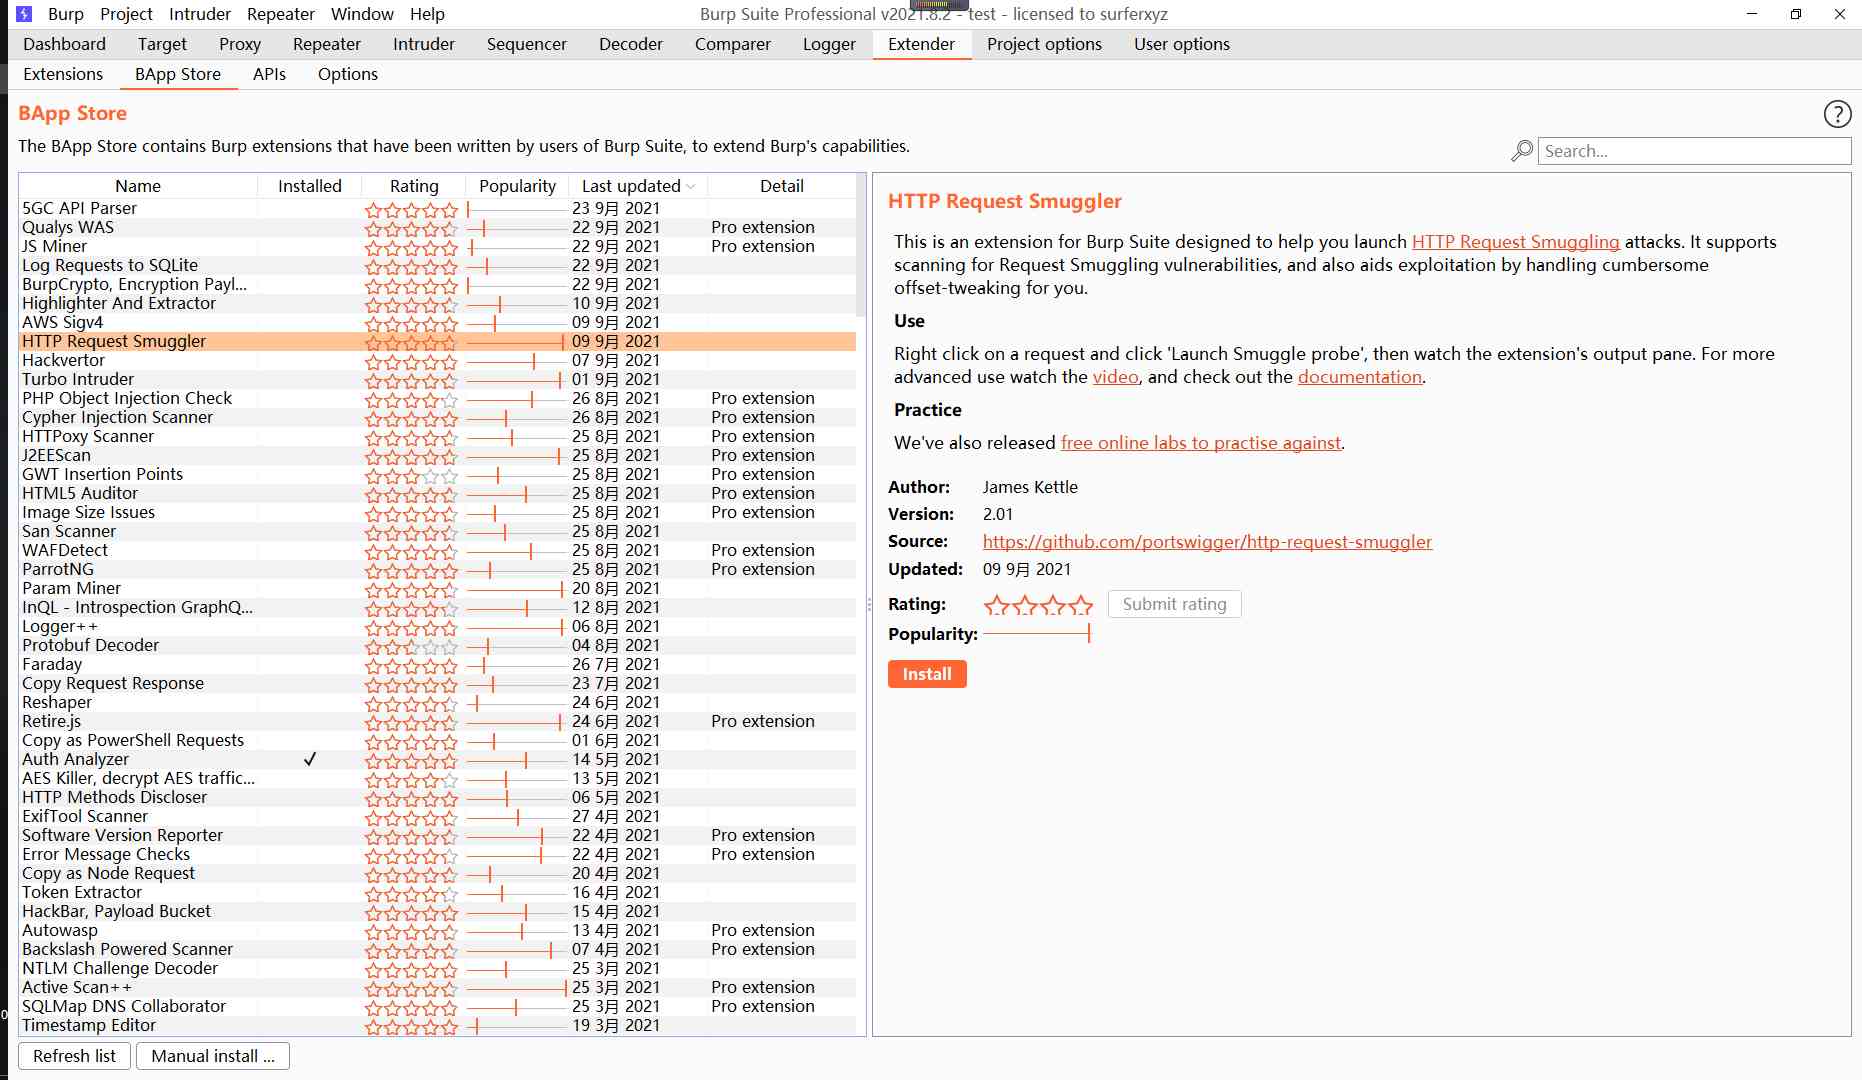 Burp Project Intruder Repeater Window Help Burp Suite Professional v2021.8.2 - test - licensed to surferxyz
Dashboard Target Proxy Repeater Intruder Sequencer Decoder Comparer Logger Extender Project options User options
Extensions BApp Store APIs Options
BApp Store
The BApp Store contains Burp extensions that have been written by users of Burp Suite, to extend Burp's capabilities.
Search...
Name Installed Rating Popularity Last updated Detail
5GC API Parser 23 9月 2021
Qualys WAS 22 9月 2021 Pro extension
JS Miner 22 9月 2021 Pro extension
Log Requests to SQLite 22 9月 2021
BurpCrypto, Encryption Payl... 22 9月 2021
Highlighter And Extractor 10 9月 2021
AWS Sigv4 09 9月 2021
HTTP Request Smuggler 09 9月 2021
Hackvertor 07 9月 2021
Turbo Intruder 01 9月 2021
PHP Object Injection Check 26 8月 2021 Pro extension
Cypher Injection Scanner 26 8月 2021 Pro extension
HTTPoxy Scanner 25 8月 2021 Pro extension
J2EEScan 25 8月 2021 Pro extension
GWT Insertion Points 25 8月 2021 Pro extension
HTML5 Auditor 25 8月 2021 Pro extension
Image Size Issues 25 8月 2021 Pro extension
San Scanner 25 8月 2021
WAFDetect 25 8月 2021 Pro extension
ParrotNG 25 8月 2021 Pro extension
Param Miner 20 8月 2021
InQL - Introspection GraphQ... 12 8月 2021
Logger++ 06 8月 2021
Protobuf Decoder 04 8月 2021
Faraday 26 7月 2021
Copy Request Response 23 7月 2021
Reshaper 24 6月 2021
Retire.js 24 6月 2021 Pro extension
Copy as PowerShell Requests 01 6月 2021
Auth Analyzer ✓ 14 5月 2021
AES Killer, decrypt AES traffic... 13 5月 2021
HTTP Methods Discloser 06 5月 2021
ExifTool Scanner 27 4月 2021
Software Version Reporter 22 4月 2021 Pro extension
Error Message Checks 22 4月 2021 Pro extension
Copy as Node Request 20 4月 2021
Token Extractor 16 4月 2021
HackBar, Payload Bucket 15 4月 2021
Autowasp 13 4月 2021 Pro extension
Backslash Powered Scanner 07 4月 2021 Pro extension
NTLM Challenge Decoder 25 3月 2021
Active Scan++ 25 3月 2021 Pro extension
SQLMap DNS Collaborator 25 3月 2021 Pro extension
Timestamp Editor 19 3月 2021
Refresh list Manual install ...
HTTP Request Smuggler
This is an extension for Burp Suite designed to help you launch HTTP Request Smuggling attacks. It supports
scanning for Request Smuggling vulnerabilities, and also aids exploitation by handling cumbersome
offset-tweaking for you.
Use
Right click on a request and click 'Launch Smuggle probe', then watch the extension's output pane. For more
advanced use watch the video, and check out the documentation.
Practice
We've also released free online labs to practise against.
Author: James Kettle
Version: 2.01
Source: https://github.com/portswigger/http-request-smuggler
Updated: 09 9月 2021
Rating: Submit rating
Popularity:
Install